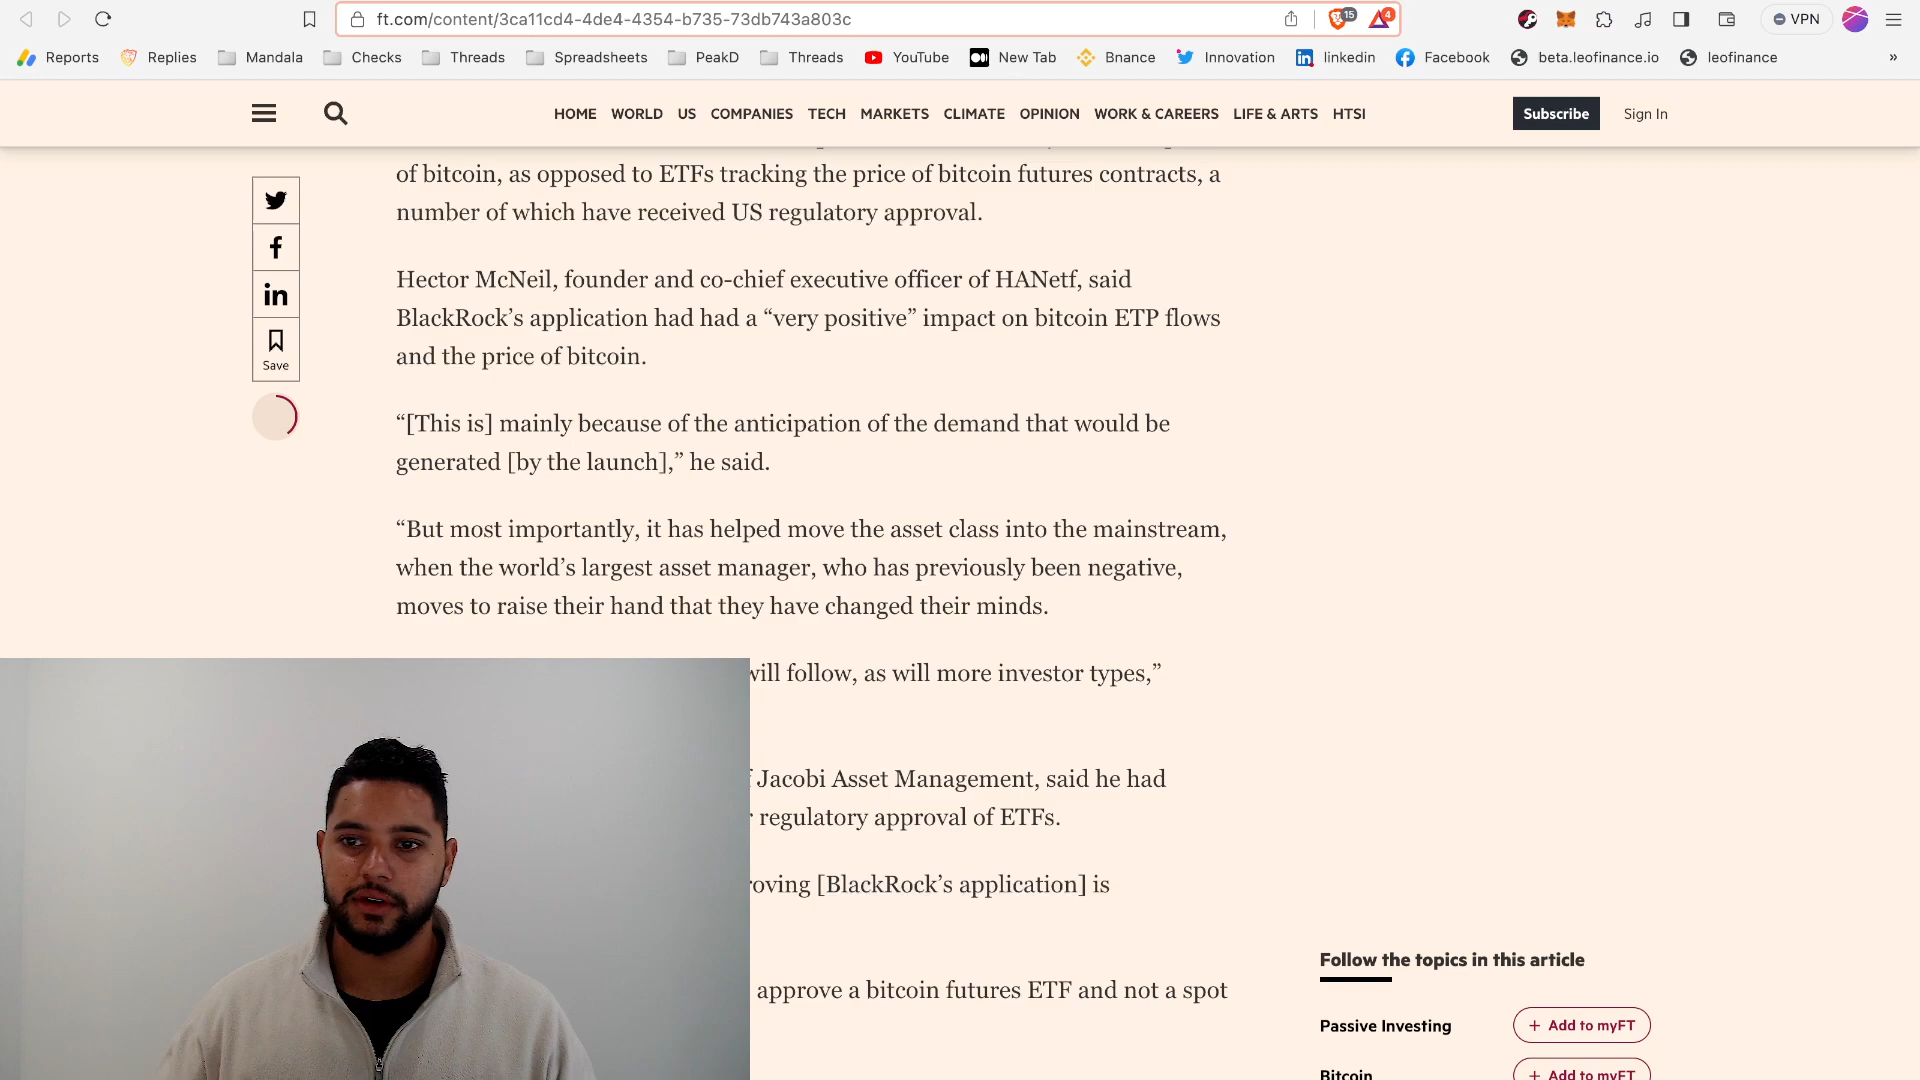 ft.com/content/3ca11cd4-4de4-4354-b735-73db743a803c
15
4
VPN
Reports
Replies
Mandala
Checks
Threads
Spreadsheets
PeakD
Threads
YouTube
New Tab
Bnance
Innovation
linkedin
Facebook
beta.leofinance.io
leofinance
»
HOME
WORLD
US
COMPANIES
TECH
MARKETS
CLIMATE
OPINION
WORK & CAREERS
LIFE & ARTS
HTSI
Subscribe
Sign In
of bitcoin, as opposed to ETFs tracking the price of bitcoin futures contracts, a
number of which have received US regulatory approval.
Hector McNeil, founder and co-chief executive officer of HANetf, said
BlackRock’s application had had a “very positive” impact on bitcoin ETP flows
and the price of bitcoin.
“[This is] mainly because of the anticipation of the demand that would be
generated [by the launch],” he said.
“But most importantly, it has helped move the asset class into the mainstream,
when the world’s largest asset manager, who has previously been negative,
moves to raise their hand that they have changed their minds.
will follow, as will more investor types,”
Jacobi Asset Management, said he had
regulatory approval of ETFs.
roving [BlackRock’s application] is
approve a bitcoin futures ETF and not a spot
Save
Follow the topics in this article
Passive Investing
+ Add to myFT
Bitcoin
+ Add to myFT